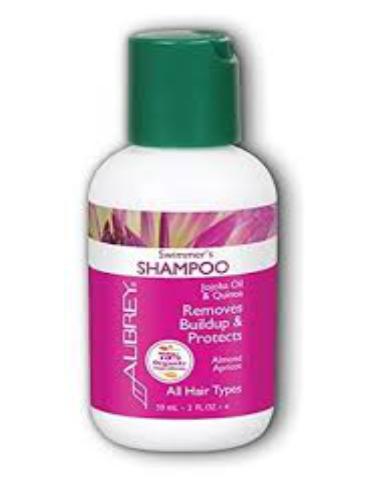 Swimmer's
SHAMPOO
Jojoba Oil
& Quinoa
Removes
Buildup &
Protects
Almond
Apricot
Organic
All Hair Types
59 mL - 2 FL. OZ.
AUBREY